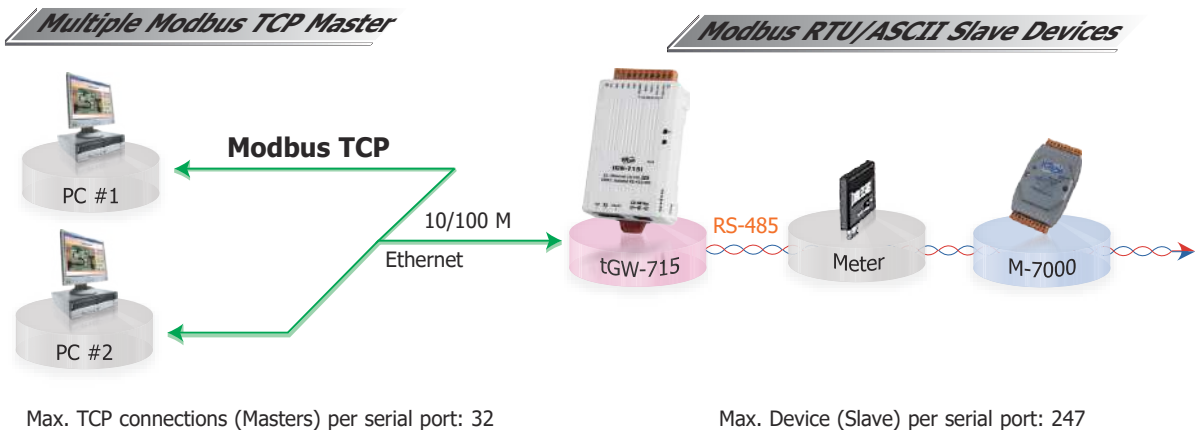 Multiple Modbus TCP Master
Modbus RTU/ASCII Slave Devices
Modbus TCP
PC #1
10/100 M
Ethernet
RS-485
tGW-715
Meter
M-7000
PC #2
Max. TCP connections (Masters) per serial port: 32
Max. Device (Slave) per serial port: 247